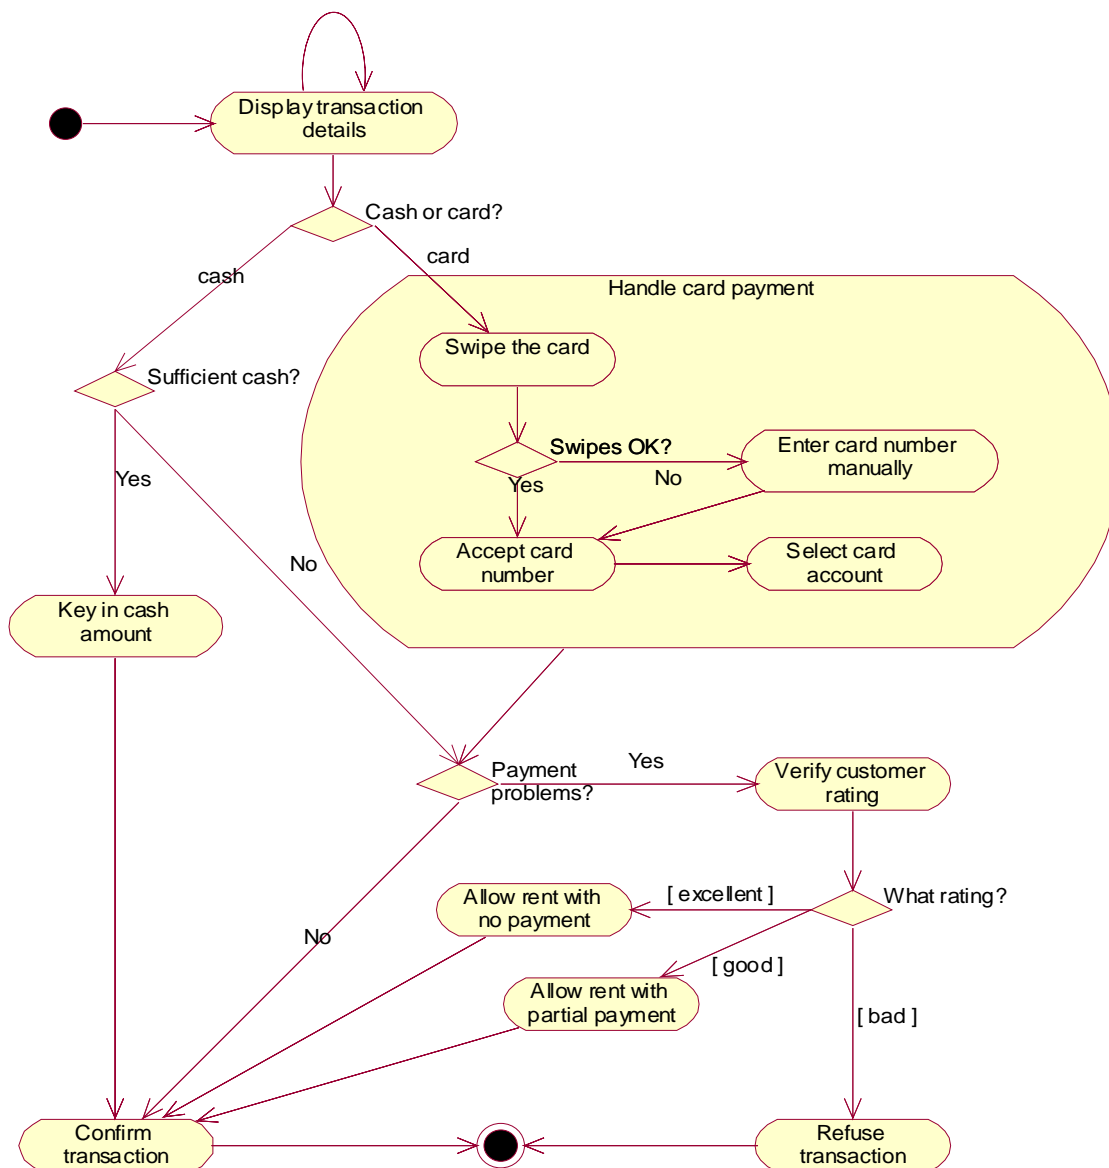 Display transaction
details
Cash or card?
cash
card
Handle card payment
Swipe the card
Sufficient cash?
Swipes OK?
Enter card number
manually
Yes
No
Yes
Accept card
number
Select card
account
No
Key in cash
amount
Payment
problems?
Yes
Verify customer
rating
Allow rent with
no payment
[ excellent ]
What rating?
No
[ good ]
Allow rent with
partial payment
[ bad ]
Confirm
transaction
Refuse
transaction